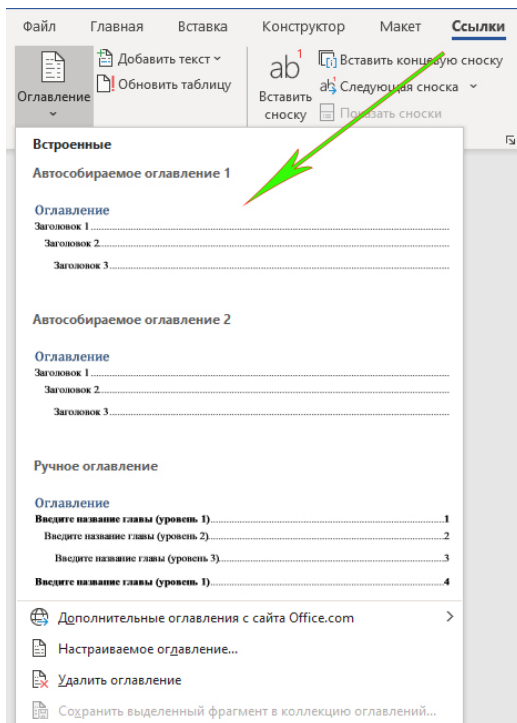 Файл Главная Вставка Конструктор Макет Ссылки
Оглавление
Добавить текст
Обновить таблицу
ab1
Вставить сноску
Вставить концевую сноску
ab Следующая сноска
Показать сноски
Встроенные
Автособираемое оглавление 1
Оглавление
Заголовок 1
Заголовок 2
Заголовок 3
Автособираемое оглавление 2
Оглавление
Заголовок 1
Заголовок 2
Заголовок 3
Ручное оглавление
Оглавление
Введите название главы (уровень 1)1
Введите название главы (уровень 2)2
Введите название главы (уровень 3)3
Введите название главы (уровень 1)4
Дополнительные оглавления с сайта Office.com
Настраиваемое оглавление...
Удалить оглавление
Сохранить выделенный фрагмент в коллекцию оглавлений...